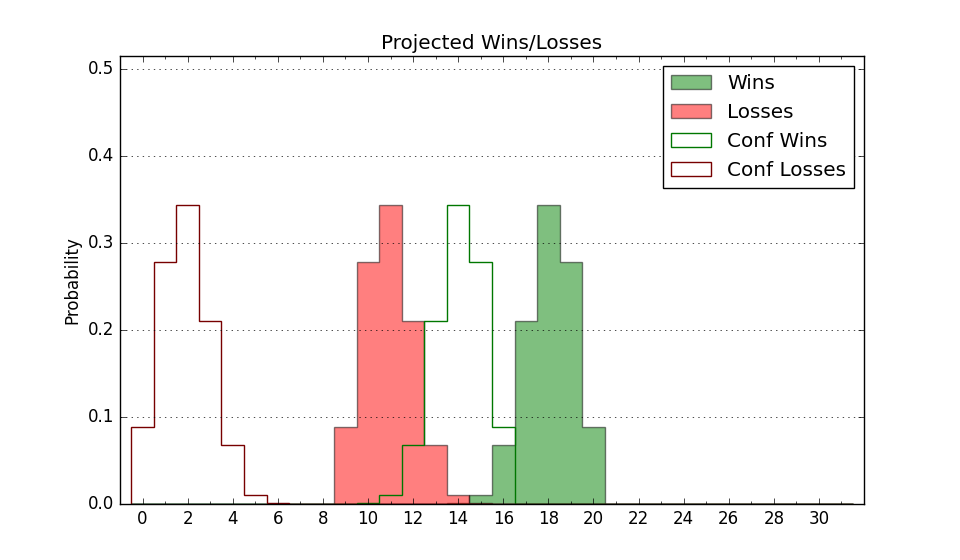 Projected Wins/Losses
0.5
0.4
0.3
0.2
0.1
0.0
Probability
Wins
Losses
Conf Wins
Conf Losses
0 2 4 6 8 10 12 14 16 18 20 22 24 26 28 30